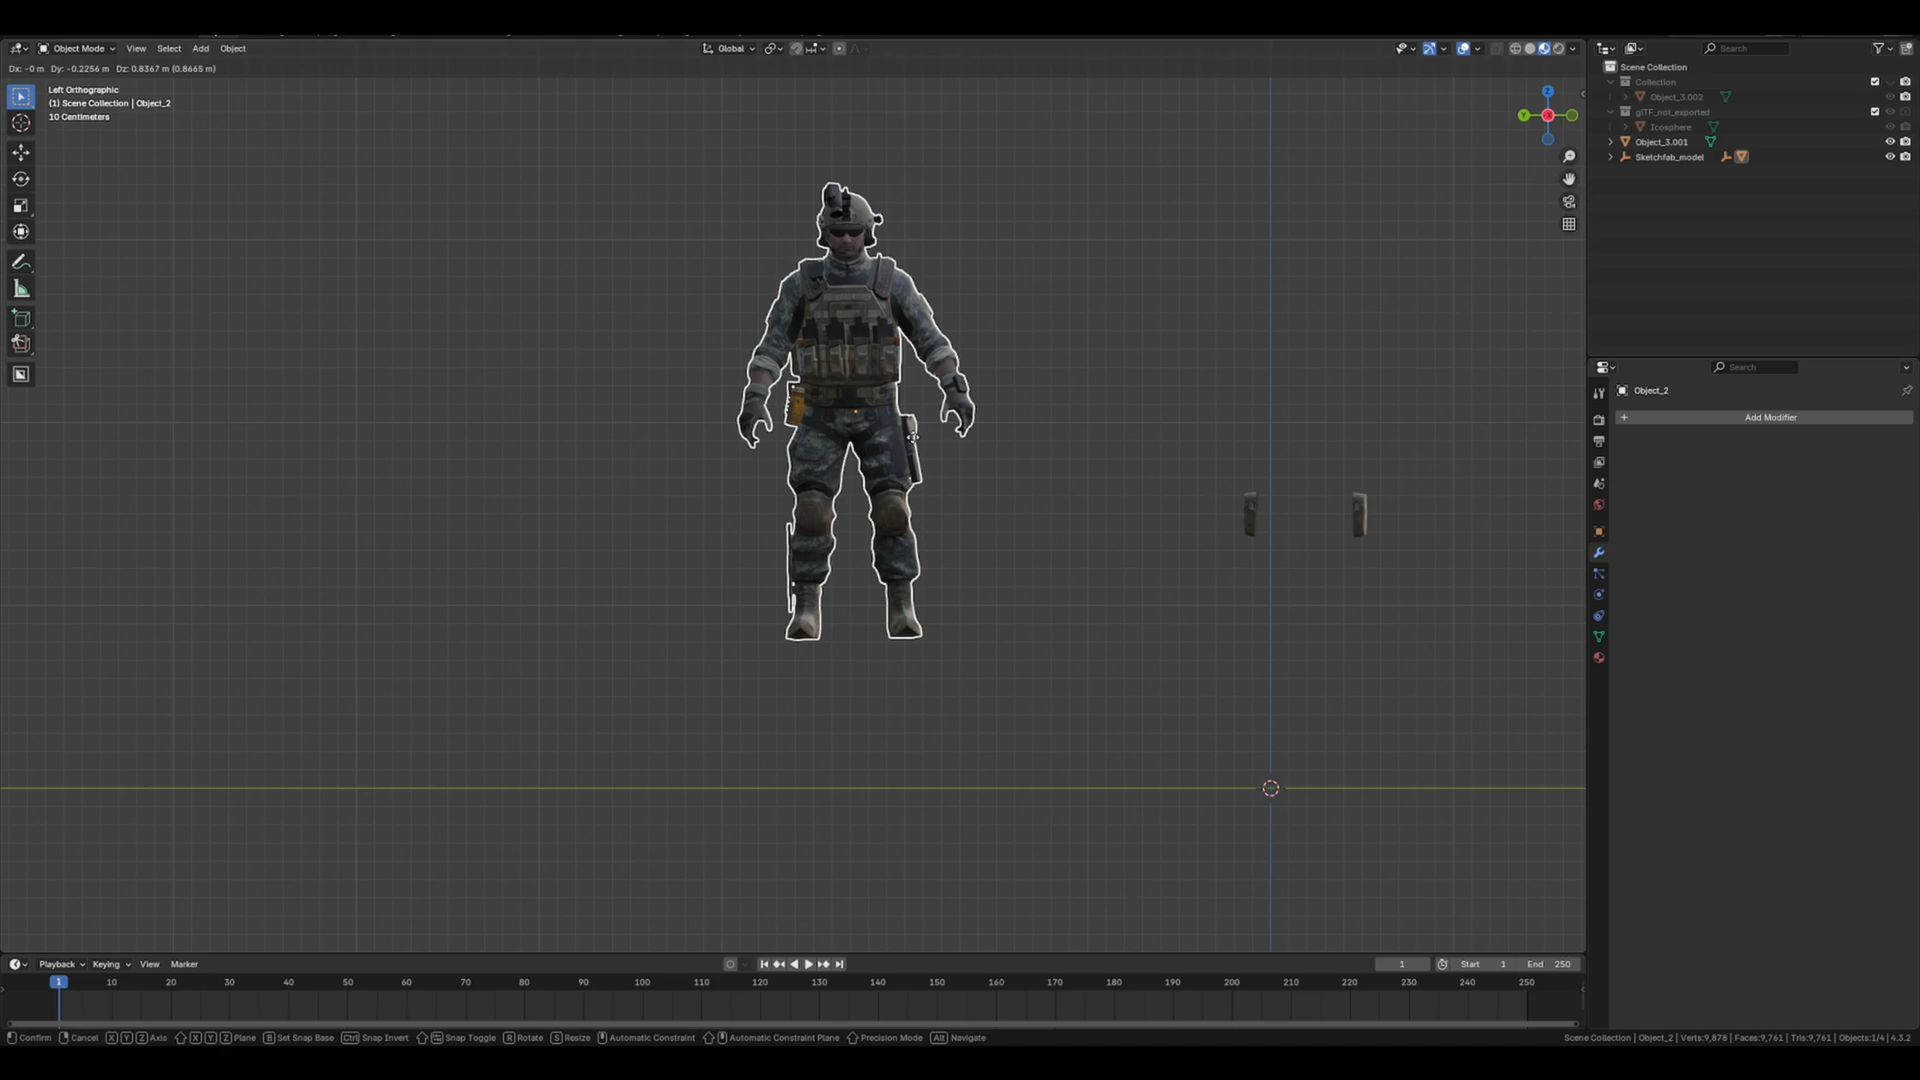 Object Mode View Select Add Object Global
Dx: -0 m Dy: -0.2256 m Dz: 0.8367 m (0.8665 m)
Left Orthographic
(1) Scene Collection | Object_2
10 Centimeters
Z
Y
X
Search
Scene Collection
Collection
Object_3.002
glTF_not_exported
Icosphere
Object_3.001
Sketchfab_model
Search
Object_2
+ Add Modifier
Playback Keying View Marker 1 Start 1 End 250
1 10 20 30 40 50 60 70 80 90 100 110 120 130 140 150 160 170 180 190 200 210 220 230 240 250
Confirm Cancel X Y Z Axis X Y Z Plane B Set Snap Base Ctrl Snap Invert Snap Toggle R Rotate S Resize Automatic Constraint Automatic Constraint Plane Precision Mode Alt Navigate Scene Collection | Object_2 | Verts:9,878 | Faces:9,761 | Tris:9,761 | Objects:1/4 | 4.3.2